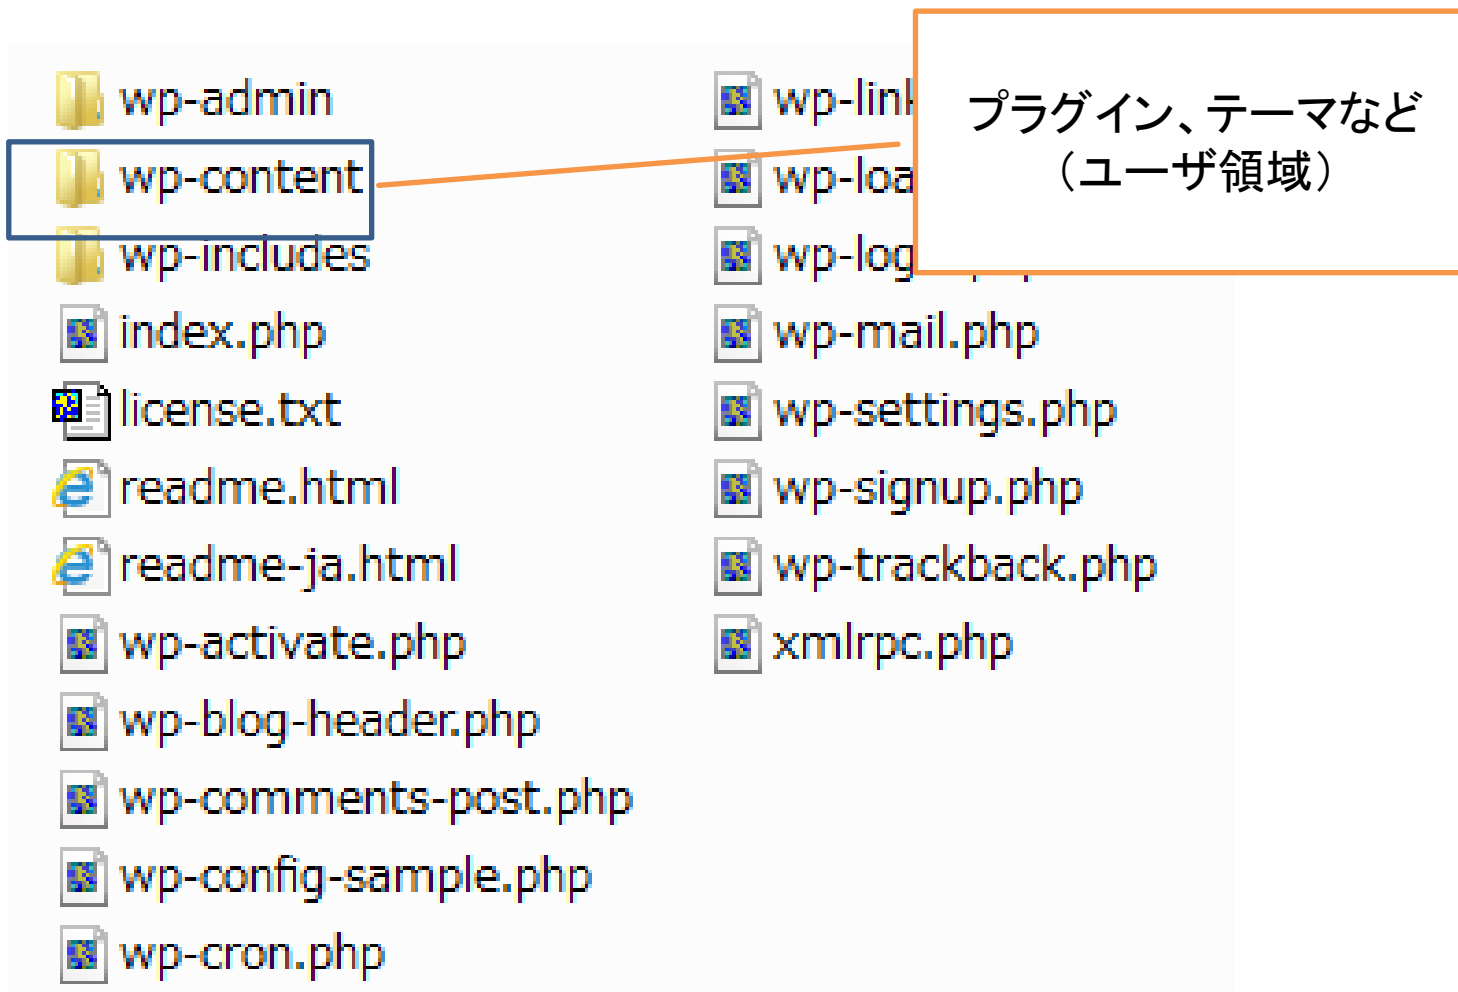 wp-admin
wp-content
wp-includes
index.php
license.txt
readme.html
readme-ja.html
wp-activate.php
wp-blog-header.php
wp-comments-post.php
wp-config-sample.php
wp-cron.php
wp-mail.php
wp-settings.php
wp-signup.php
wp-trackback.php
xmlrpc.php
プラグイン、テーマなど
（ユーザ領域）